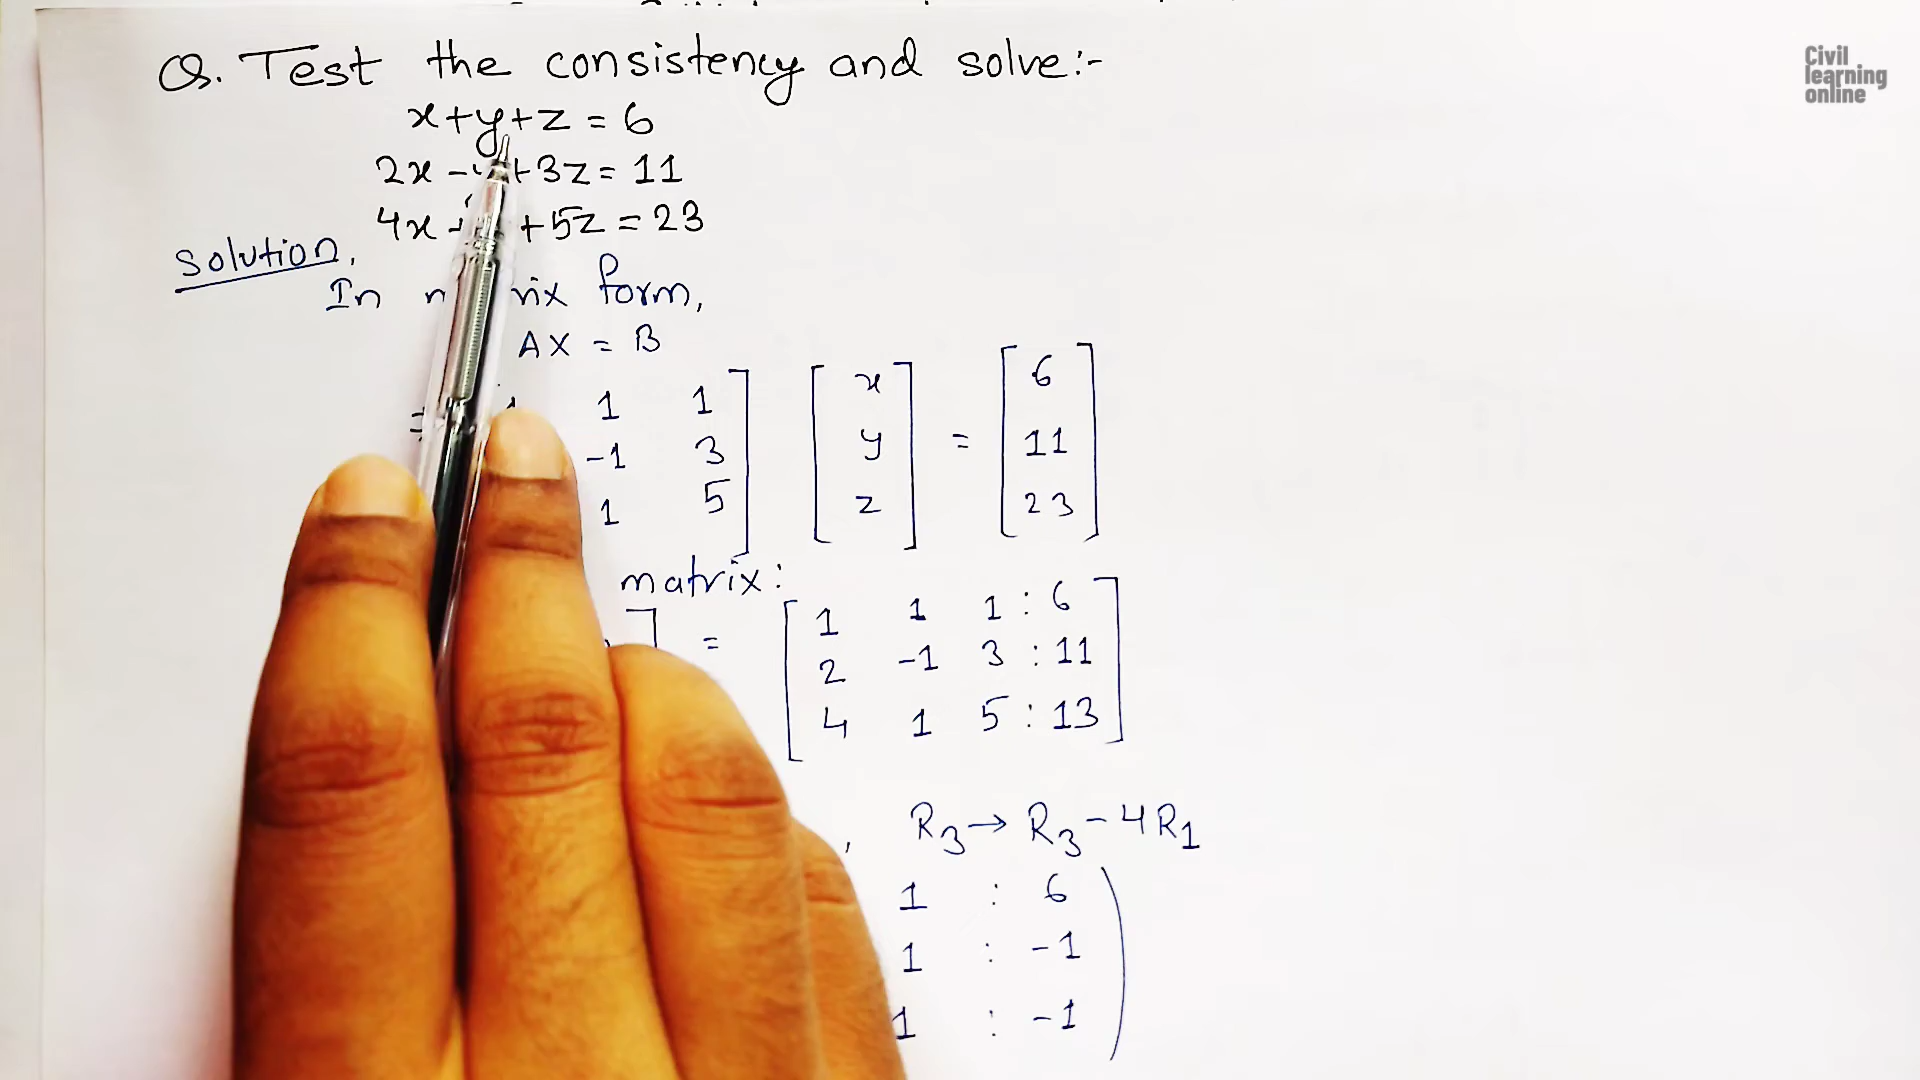 Q. Test the consistency and solve:-
x+y+z = 6
2x - +3z = 11
4x + +5z = 23
Solution,
In form,
AX = B
= 1 1 x 6
-1 3 y = 11
1 5 z 23
matrix:
= 1 1 1 : 6
2 -1 3 : 11
4 1 5 : 13
, R3→ R3-4R1
1 : 6
1 : -1
1 : -1
Civil
learning
online